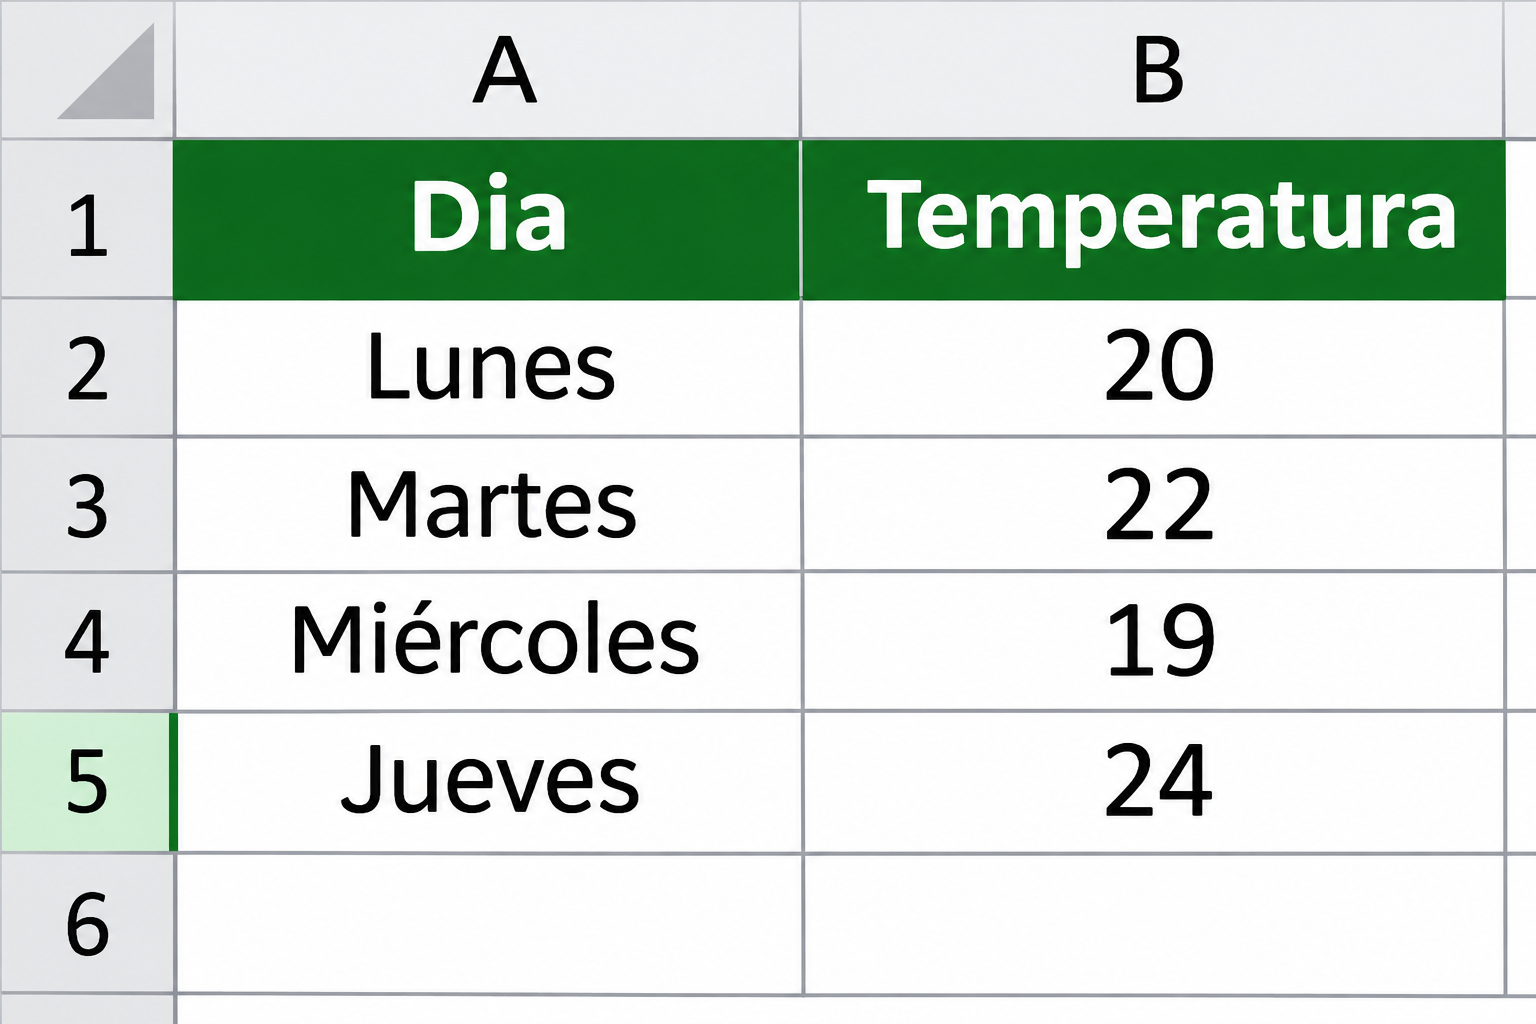 A B
1 Dia Temperatura
2 Lunes 20
3 Martes 22
4 Miércoles 19
5 Jueves 24
6